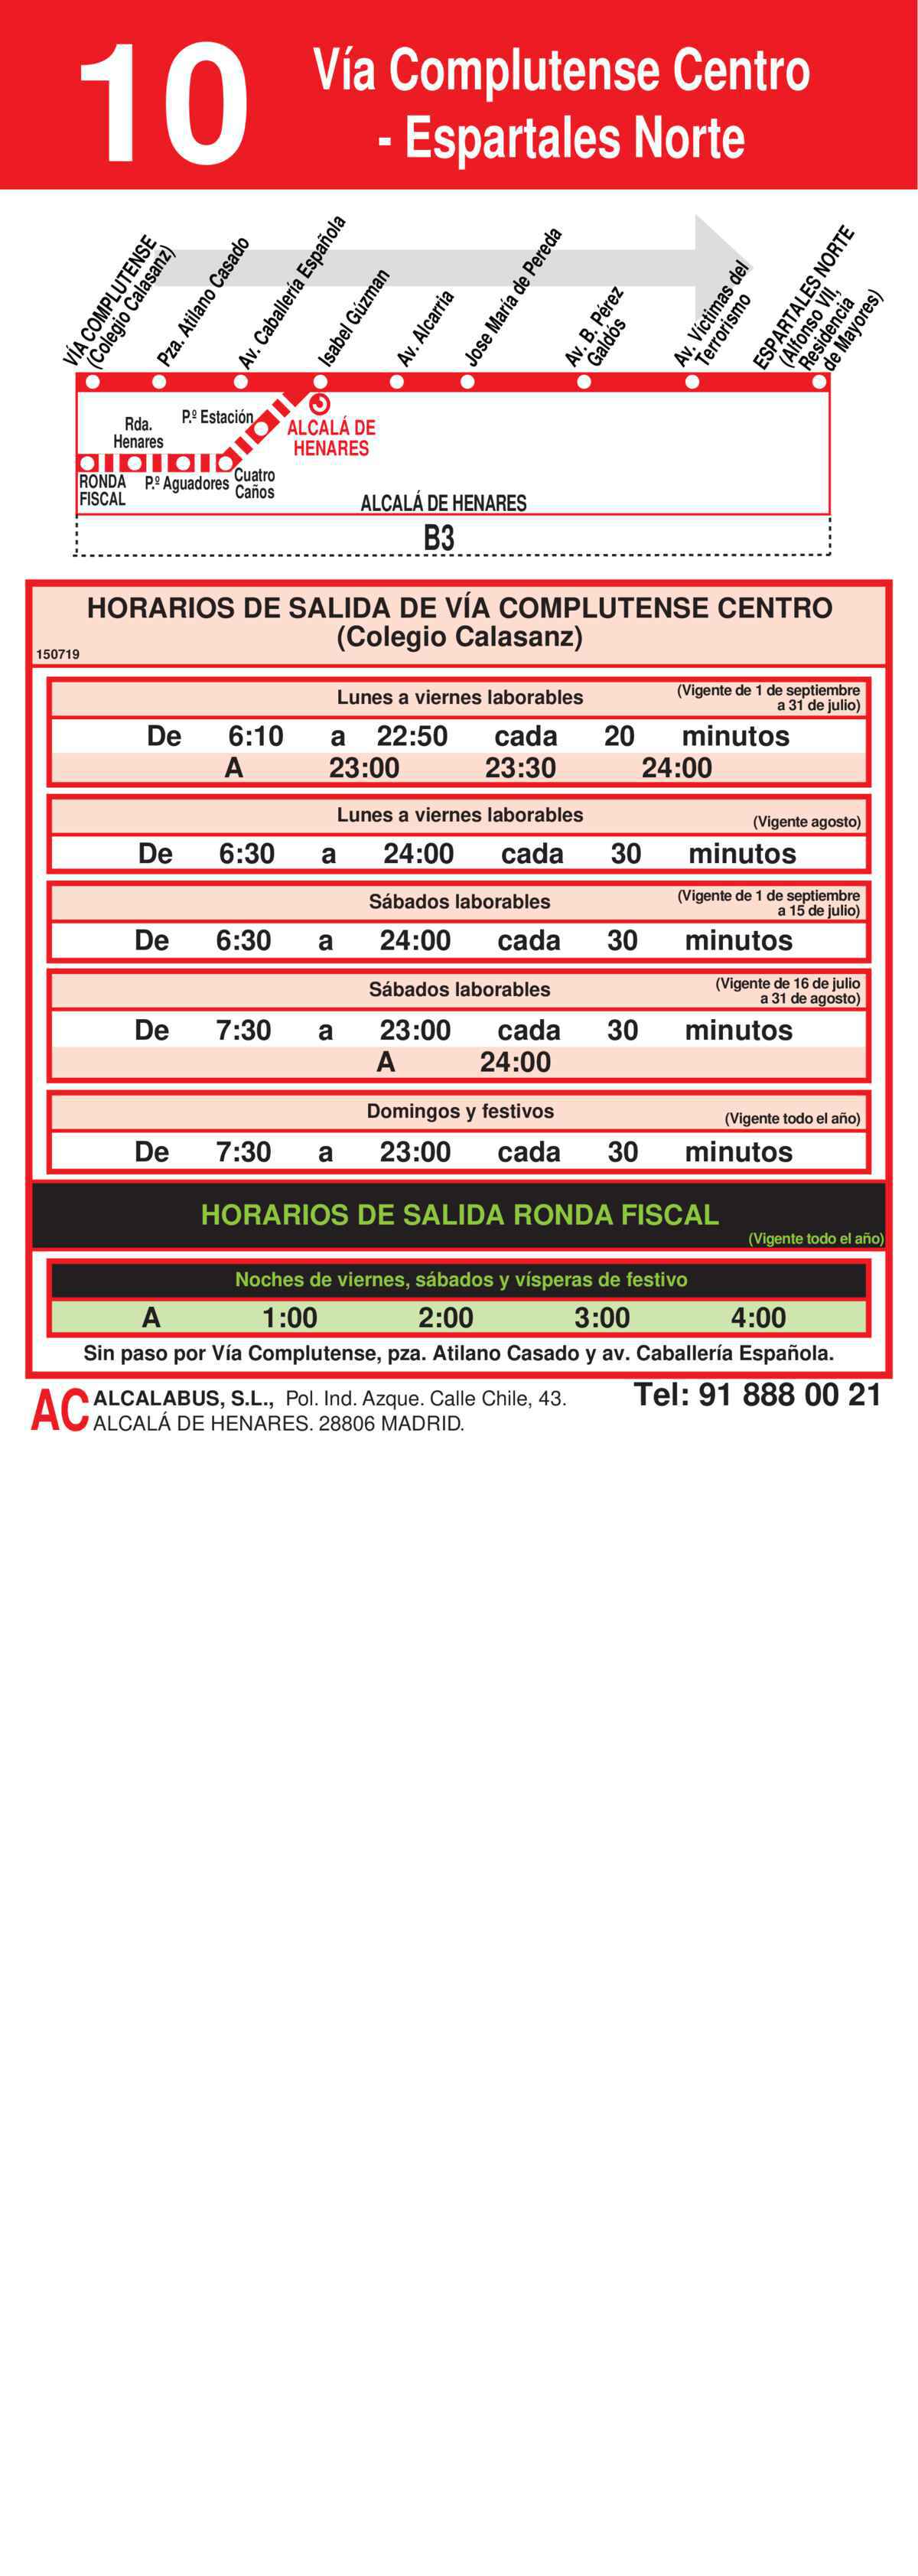 10
Vía Complutense Centro
- Espartales Norte
VÍA COMPLUTENSE
(Colegio Calasanz)
Pza. Atilano Casado
Av. Caballería Española
Isabel Gúzman
Av. Alcarria
Jose María de Pereda
Av. B. Pérez
Galdós
Av. Víctimas del
Terrorismo
ESPARTALES NORTE
(Alfonso VII,
Residencia
de Mayores)
Rda.
Henares
P.º Estación
ALCALÁ DE
HENARES
RONDA
FISCAL
P.º Aguadores
Cuatro
Caños
ALCALÁ DE HENARES
B3
HORARIOS DE SALIDA DE VÍA COMPLUTENSE CENTRO
(Colegio Calasanz)
150719
Lunes a viernes laborables
(Vigente de 1 de septiembre
a 31 de julio)
De 6:10 a 22:50 cada 20 minutos
A 23:00 23:30 24:00
Lunes a viernes laborables
(Vigente agosto)
De 6:30 a 24:00 cada 30 minutos
Sábados laborables
(Vigente de 1 de septiembre
a 15 de julio)
De 6:30 a 24:00 cada 30 minutos
Sábados laborables
(Vigente de 16 de julio
a 31 de agosto)
De 7:30 a 23:00 cada 30 minutos
A 24:00
Domingos y festivos
(Vigente todo el año)
De 7:30 a 23:00 cada 30 minutos
HORARIOS DE SALIDA RONDA FISCAL
(Vigente todo el año)
Noches de viernes, sábados y vísperas de festivo
A 1:00 2:00 3:00 4:00
Sin paso por Vía Complutense, pza. Atilano Casado y av. Caballería Española.
AC
ALCALABUS, S.L., Pol. Ind. Azque. Calle Chile, 43.
ALCALÁ DE HENARES. 28806 MADRID.
Tel: 91 888 00 21